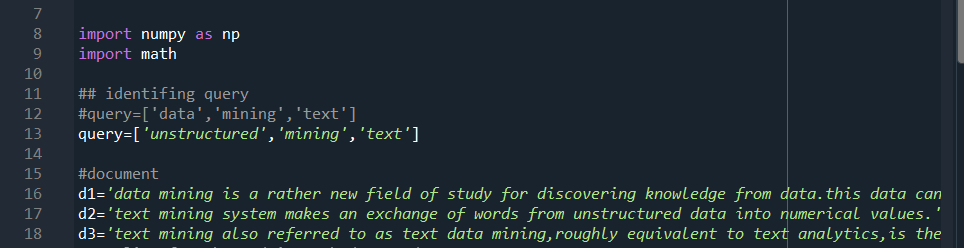 7
8 import numpy as np
9 import math
10
11 ## identifing query
12 #query=['data','mining','text']
13 query=['unstructured','mining','text']
14
15 #document
16 d1='data mining is a rather new field of study for discovering knowledge from data.this data can
17 d2='text mining system makes an exchange of words from unstructured data into numerical values.'
18 d3='text mining also referred to as text data mining,roughly equivalent to text analytics,is the